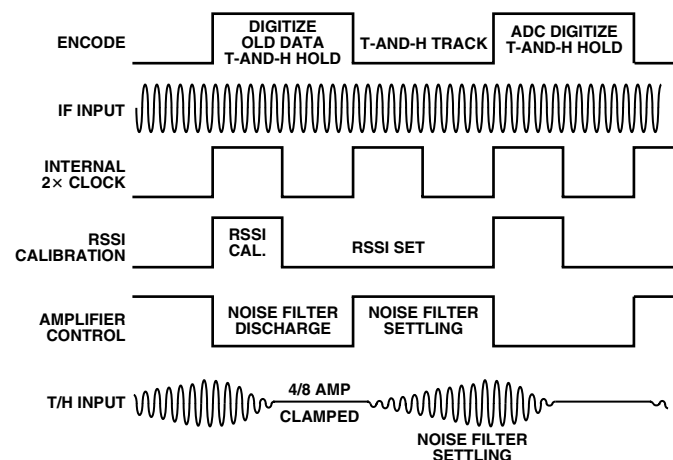 ENCODE
DIGITIZE
OLD DATA
T-AND-H HOLD
T-AND-H TRACK
ADC DIGITIZE
T-AND-H HOLD
IF INPUT
INTERNAL
2× CLOCK
RSSI
CALIBRATION
RSSI
CAL.
RSSI SET
AMPLIFIER
CONTROL
NOISE FILTER
DISCHARGE
NOISE FILTER
SETTLING
T/H INPUT
4/8 AMP
CLAMPED
NOISE FILTER
SETTLING